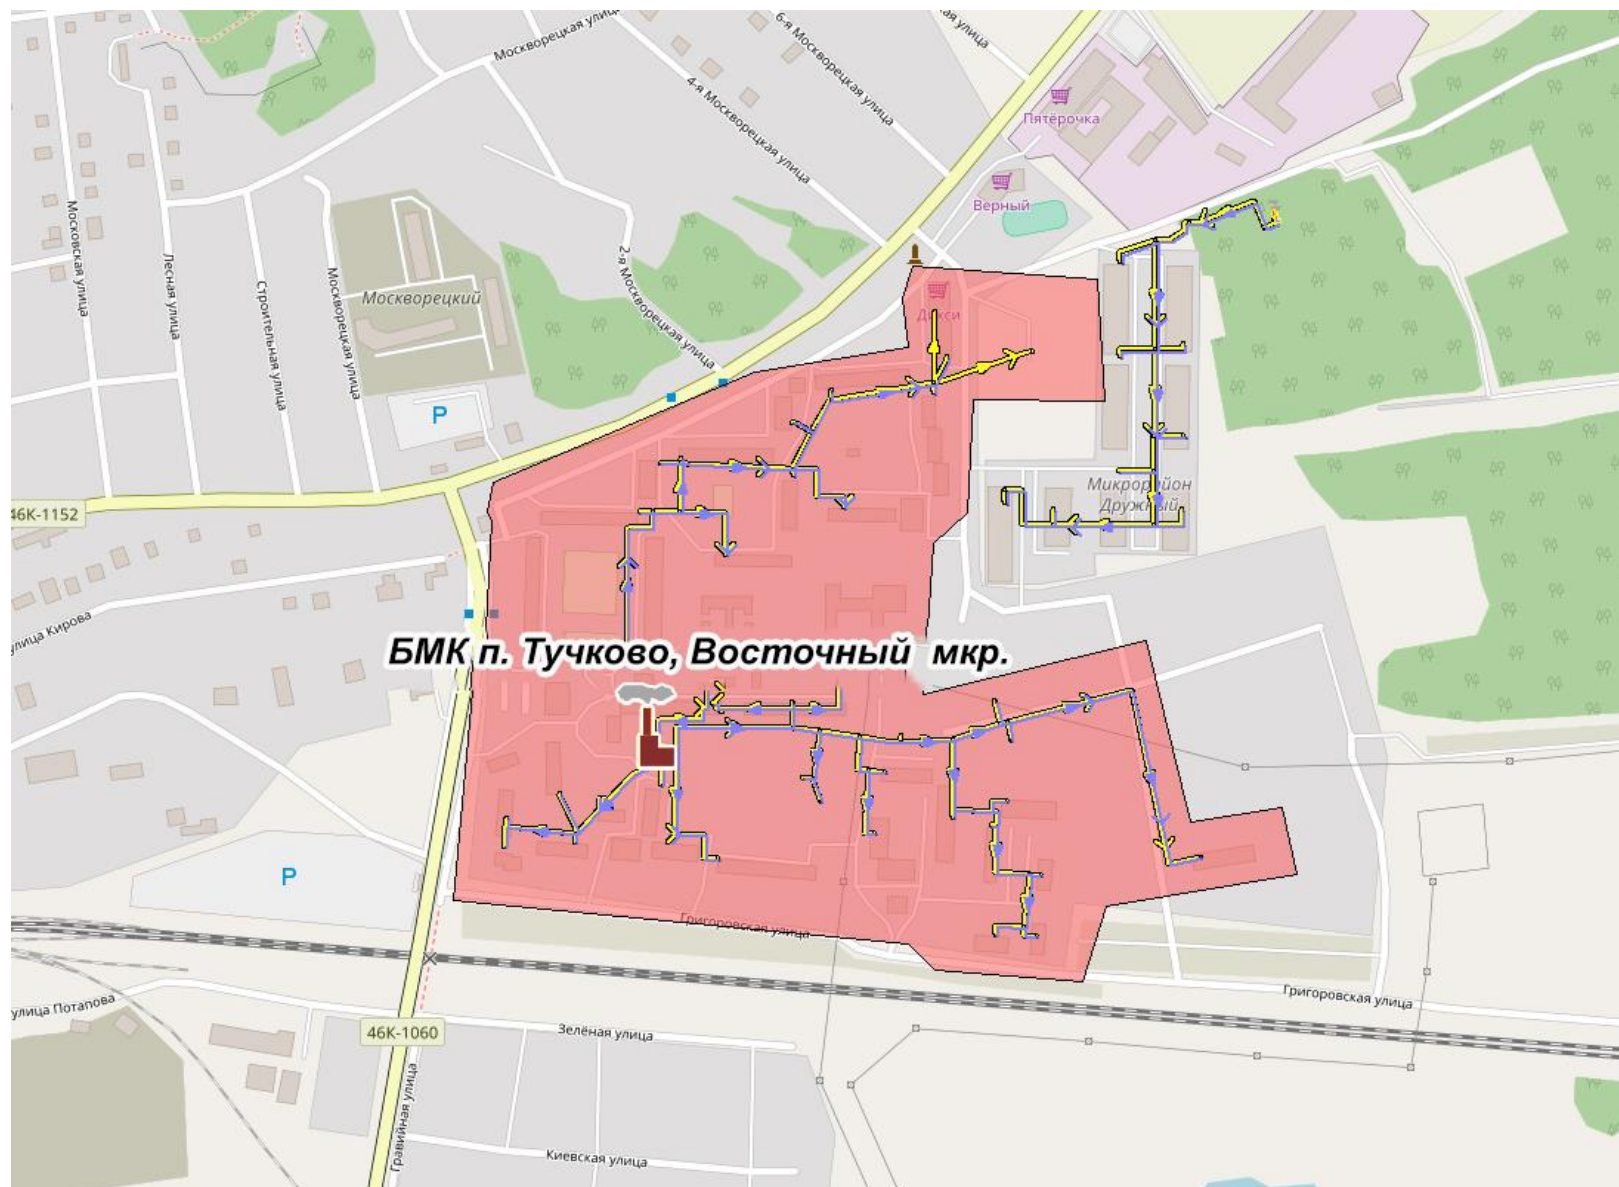 Москворецкая улица
6-я Москворецкая улица
4-я Москворецкая улица
Пятёрочка
Верный
Московская улица
Лесная улица
Строительная улица
Москворецкая улица
Москворецкий
2-я Москворецкая улица
Дикси
P
46К-1152
Микрорайон
Дружный
улица Кирова
БМК п. Тучково, Восточный мкр.
P
Григоровская улица
Григоровская улица
улица Потапова
46К-1060
Зелёная улица
Гравийная улица
Киевская улица